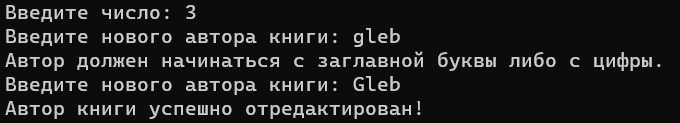 Введите число: 3
Введите нового автора книги: gleb
Автор должен начинаться с заглавной буквы либо с цифры.
Введите нового автора книги: Gleb
Автор книги успешно отредактирован!